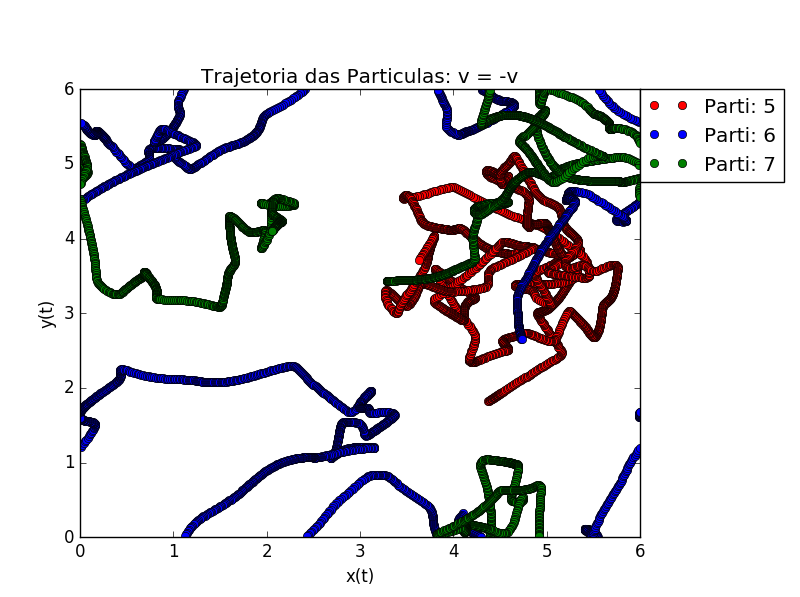 Trajetoria das Particulas: v = -v
Parti: 5
Parti: 6
Parti: 7
y(t)
6
5
4
3
2
1
0
0 1 2 3 4 5 6
x(t)